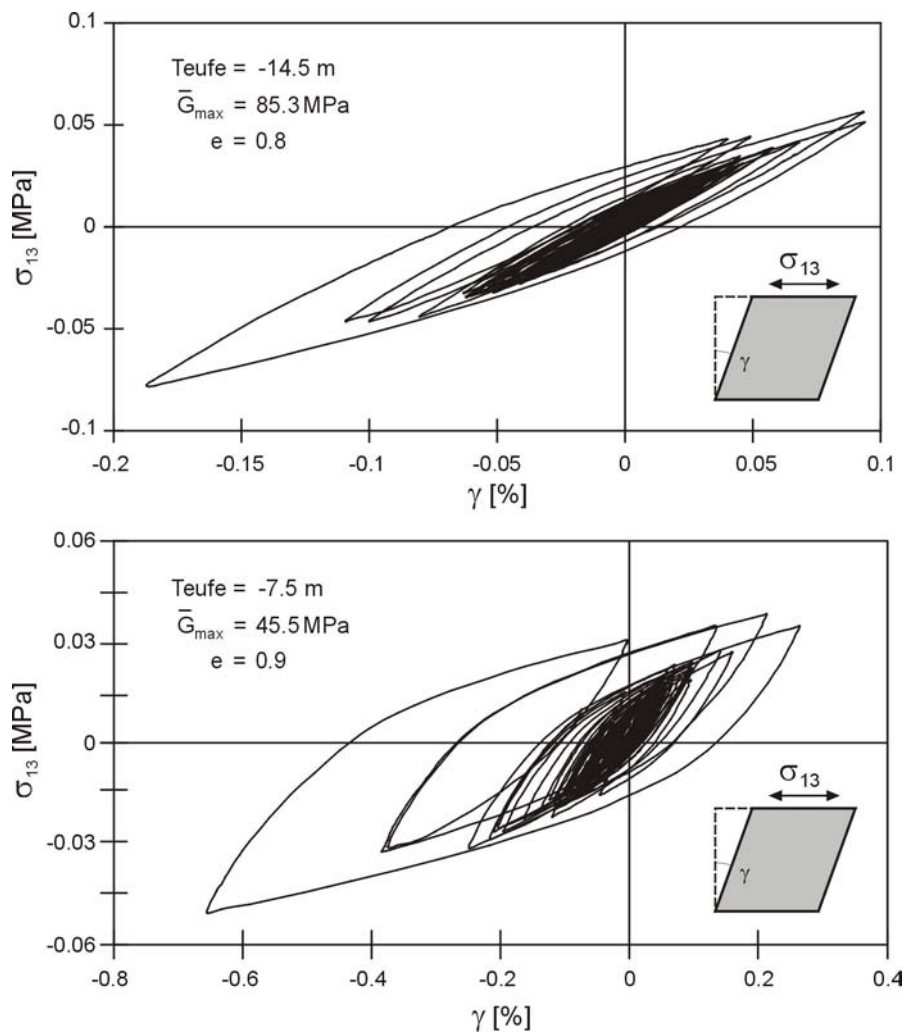 0.1
Teufe = -14.5 m
G̅max = 85.3 MPa
e = 0.8
0.05
0
-0.05
-0.1
σ13 [MPa]
σ13
γ
-0.2 -0.15 -0.1 -0.05 0 0.05 0.1
γ [%]
0.06
Teufe = -7.5 m
G̅max = 45.5 MPa
e = 0.9
0.03
0
-0.03
-0.06
σ13 [MPa]
σ13
γ
-0.8 -0.6 -0.4 -0.2 0 0.2 0.4
γ [%]